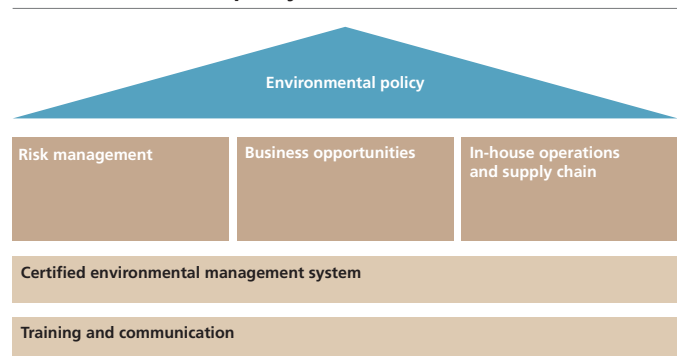 Environmental policy
Risk management
Business opportunities
In-house operations
and supply chain
Certified environmental management system
Training and communication